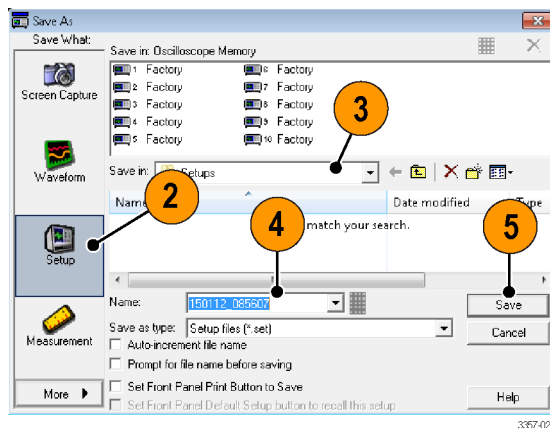 Save As
Save What:
Save in: Oscilloscope Memory
Screen Capture
Waveform
Setup
Measurement
More
1 Factory
2 Factory
3 Factory
4 Factory
5 Factory
6 Factory
7 Factory
8 Factory
9 Factory
10 Factory
3
Save in: Setups
2
Name
Date modified
Type
match your search.
4
5
Name:
150112_085607
Save
Save as type: Setup files (*.set)
Cancel
Auto-increment file name
Prompt for file name before saving
Set Front Panel Print Button to Save
Set Front Panel Default Setup button to recall this setup
Help
3357-02